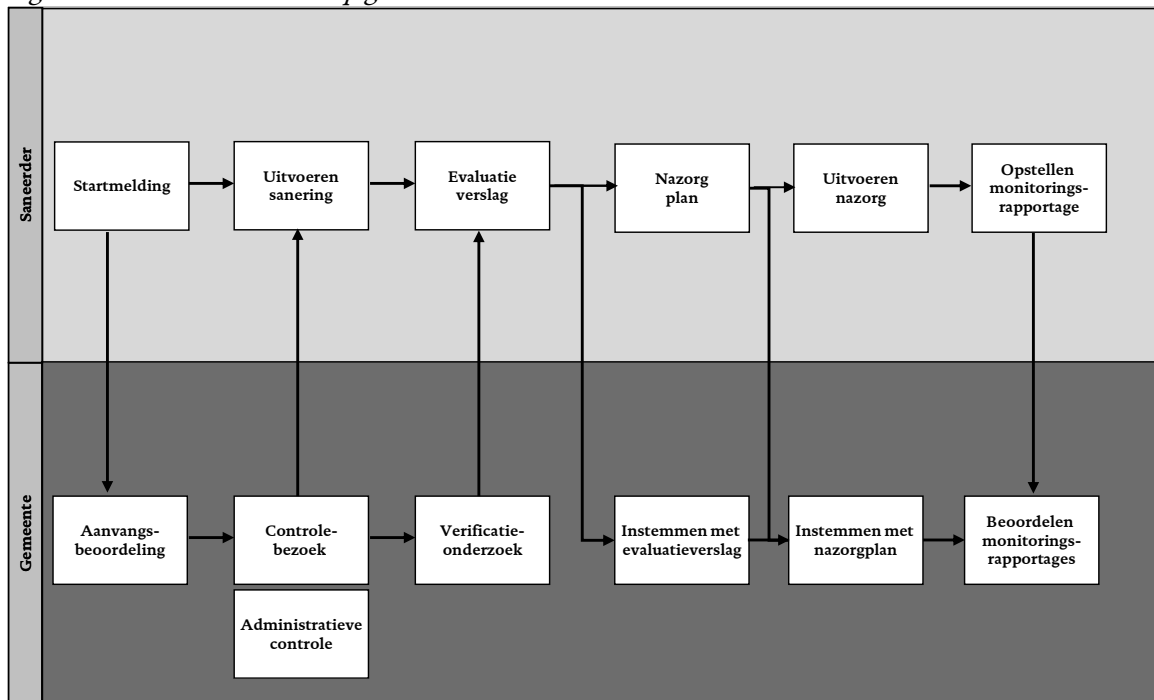 Saneerder
Startmelding
Uitvoeren
sanering
Evaluatie
verslag
Nazorg
plan
Uitvoeren
nazorg
Opstellen
monitorings-
rapportage
Gemeente
Aanvangs-
beoordeling
Controle-
bezoek
Verificatie-
onderzoek
Instemmen met
evaluatieverslag
Instemmen met
nazorgplan
Beoordelen
monitorings-
rapportages
Administratieve
controle